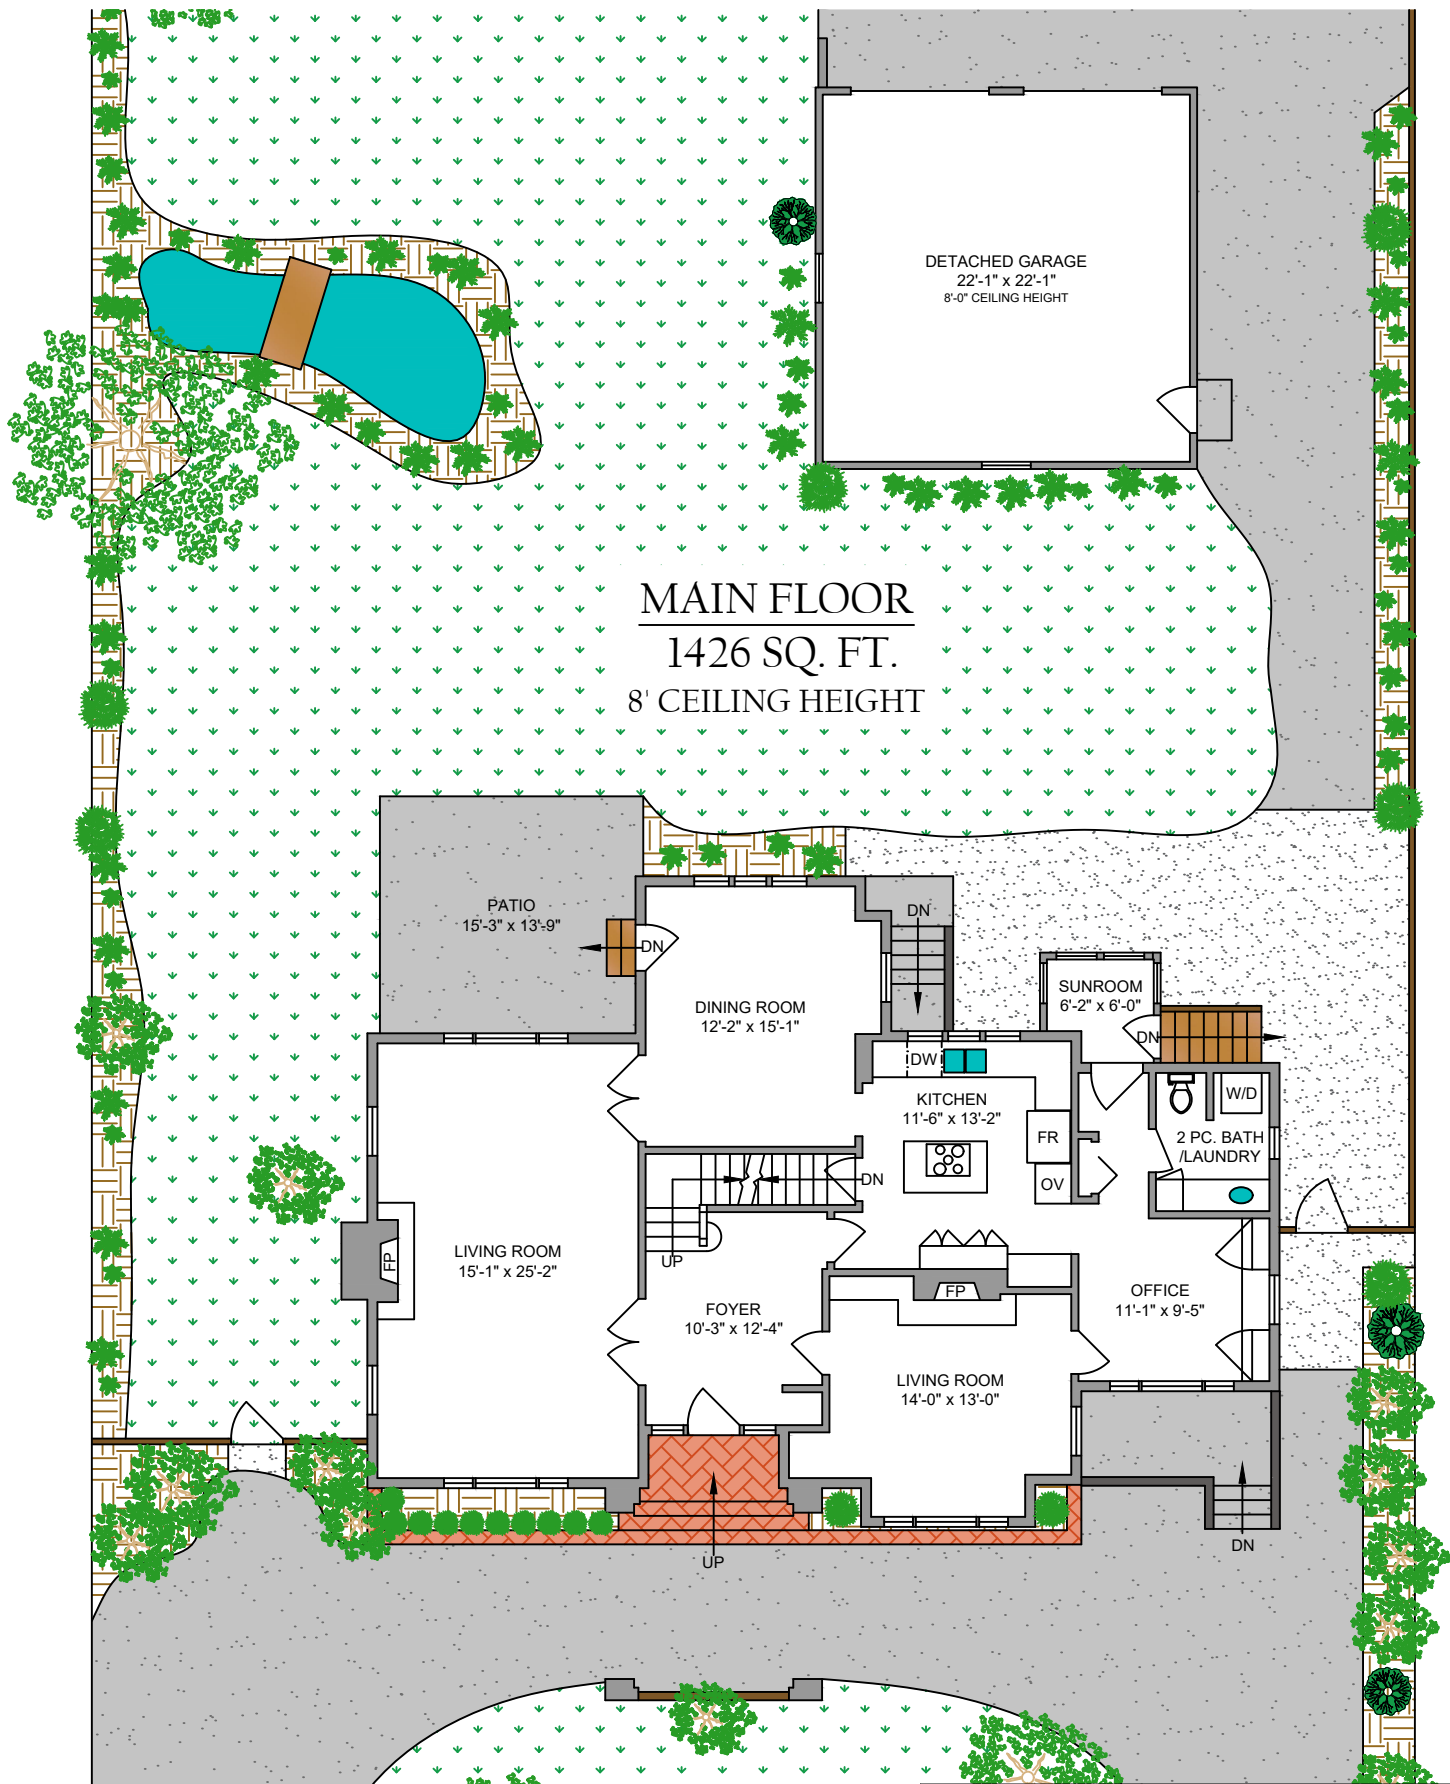 DETACHED GARAGE
22'-1" x 22'-1"
8'-0" CEILING HEIGHT
MAIN FLOOR
1426 SQ. FT.
8' CEILING HEIGHT
PATIO
15'-3" x 13'-9"
DN
DN
DINING ROOM
12'-2" x 15'-1"
SUNROOM
6'-2" x 6'-0"
DN
DW
KITCHEN
11'-6" x 13'-2"
FR
OV
W/D
2 PC. BATH
/LAUNDRY
DN
UP
LIVING ROOM
15'-1" x 25'-2"
FP
FOYER
10'-3" x 12'-4"
FP
OFFICE
11'-1" x 9'-5"
LIVING ROOM
14'-0" x 13'-0"
UP
DN